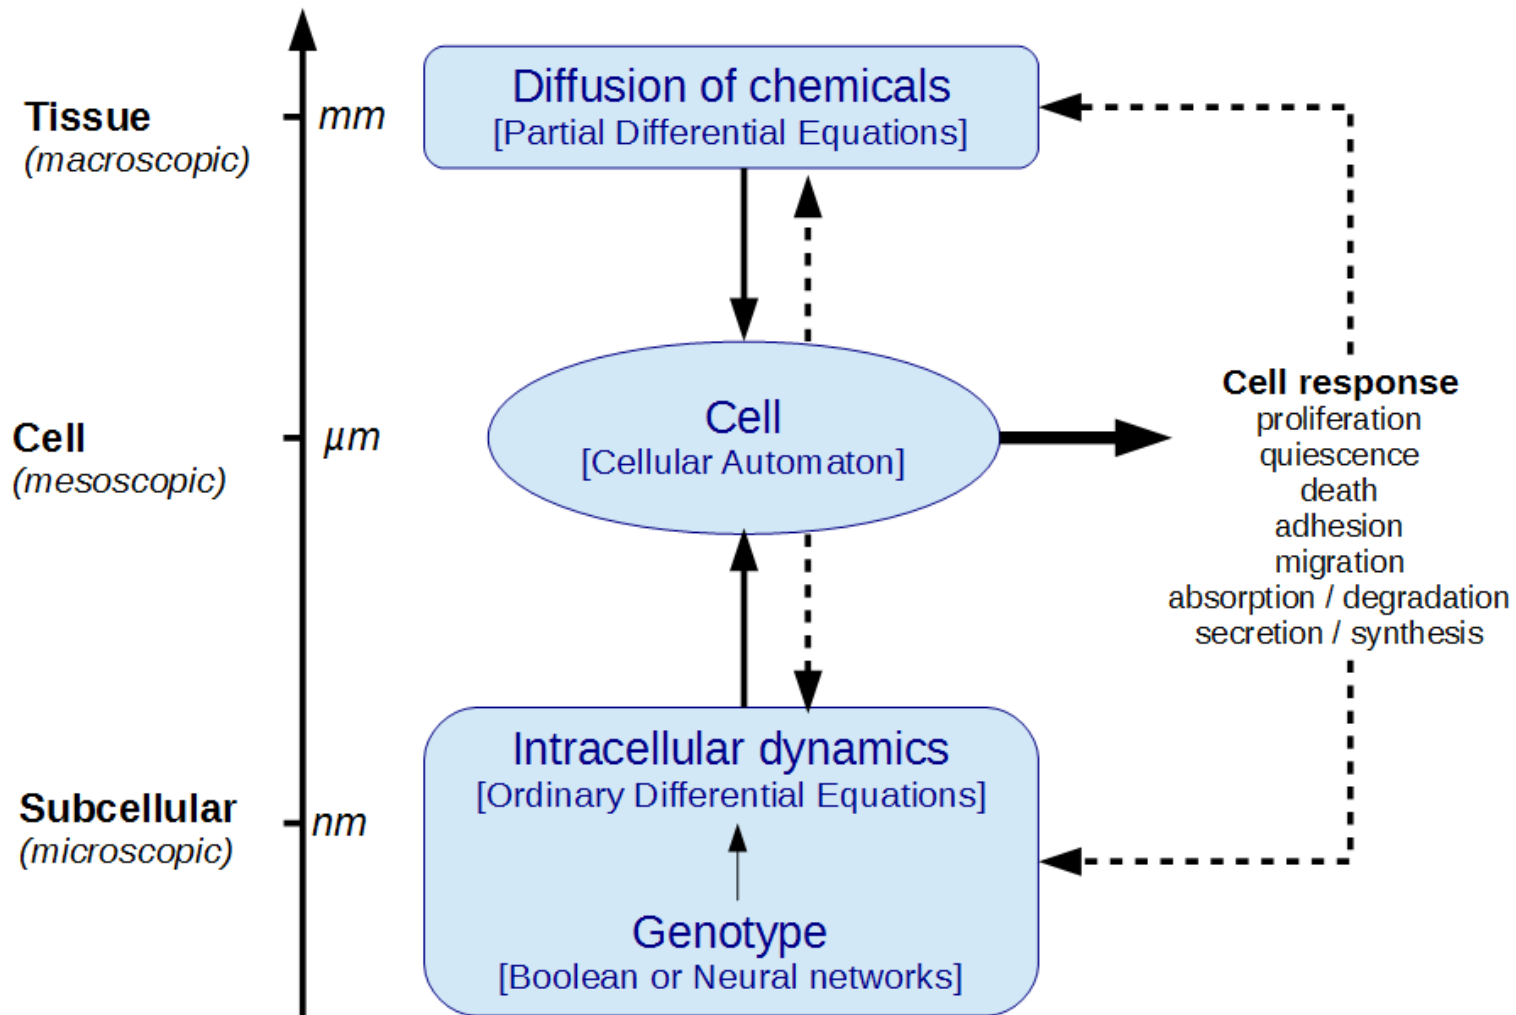 Tissue
(macroscopic)
mm
Diffusion of chemicals
[Partial Differential Equations]
Cell
(mesoscopic)
µm
Cell
[Cellular Automaton]
Cell response
proliferation
quiescence
death
adhesion
migration
absorption / degradation
secretion / synthesis
Subcellular
(microscopic)
nm
Intracellular dynamics
[Ordinary Differential Equations]
Genotype
[Boolean or Neural networks]